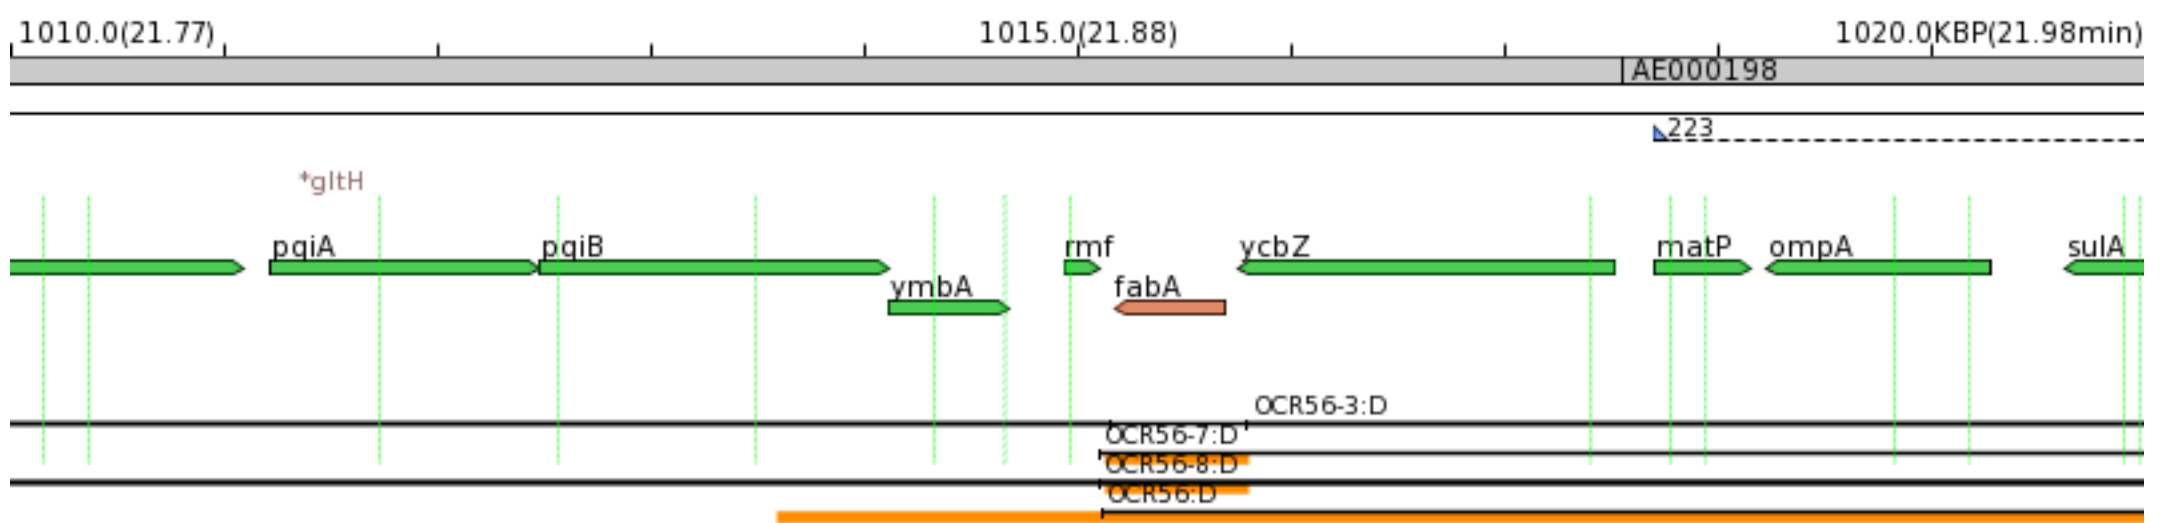 1010.0(21.77) 1015.0(21.88) 1020.0KBP(21.98min)
AE000198
223
*gltH
pqiA pqiB rmf ycbZ matP ompA sulA
ymbA fabA
OCR56-3:D
OCR56-7:D
OCR56-8:D
OCR56:D